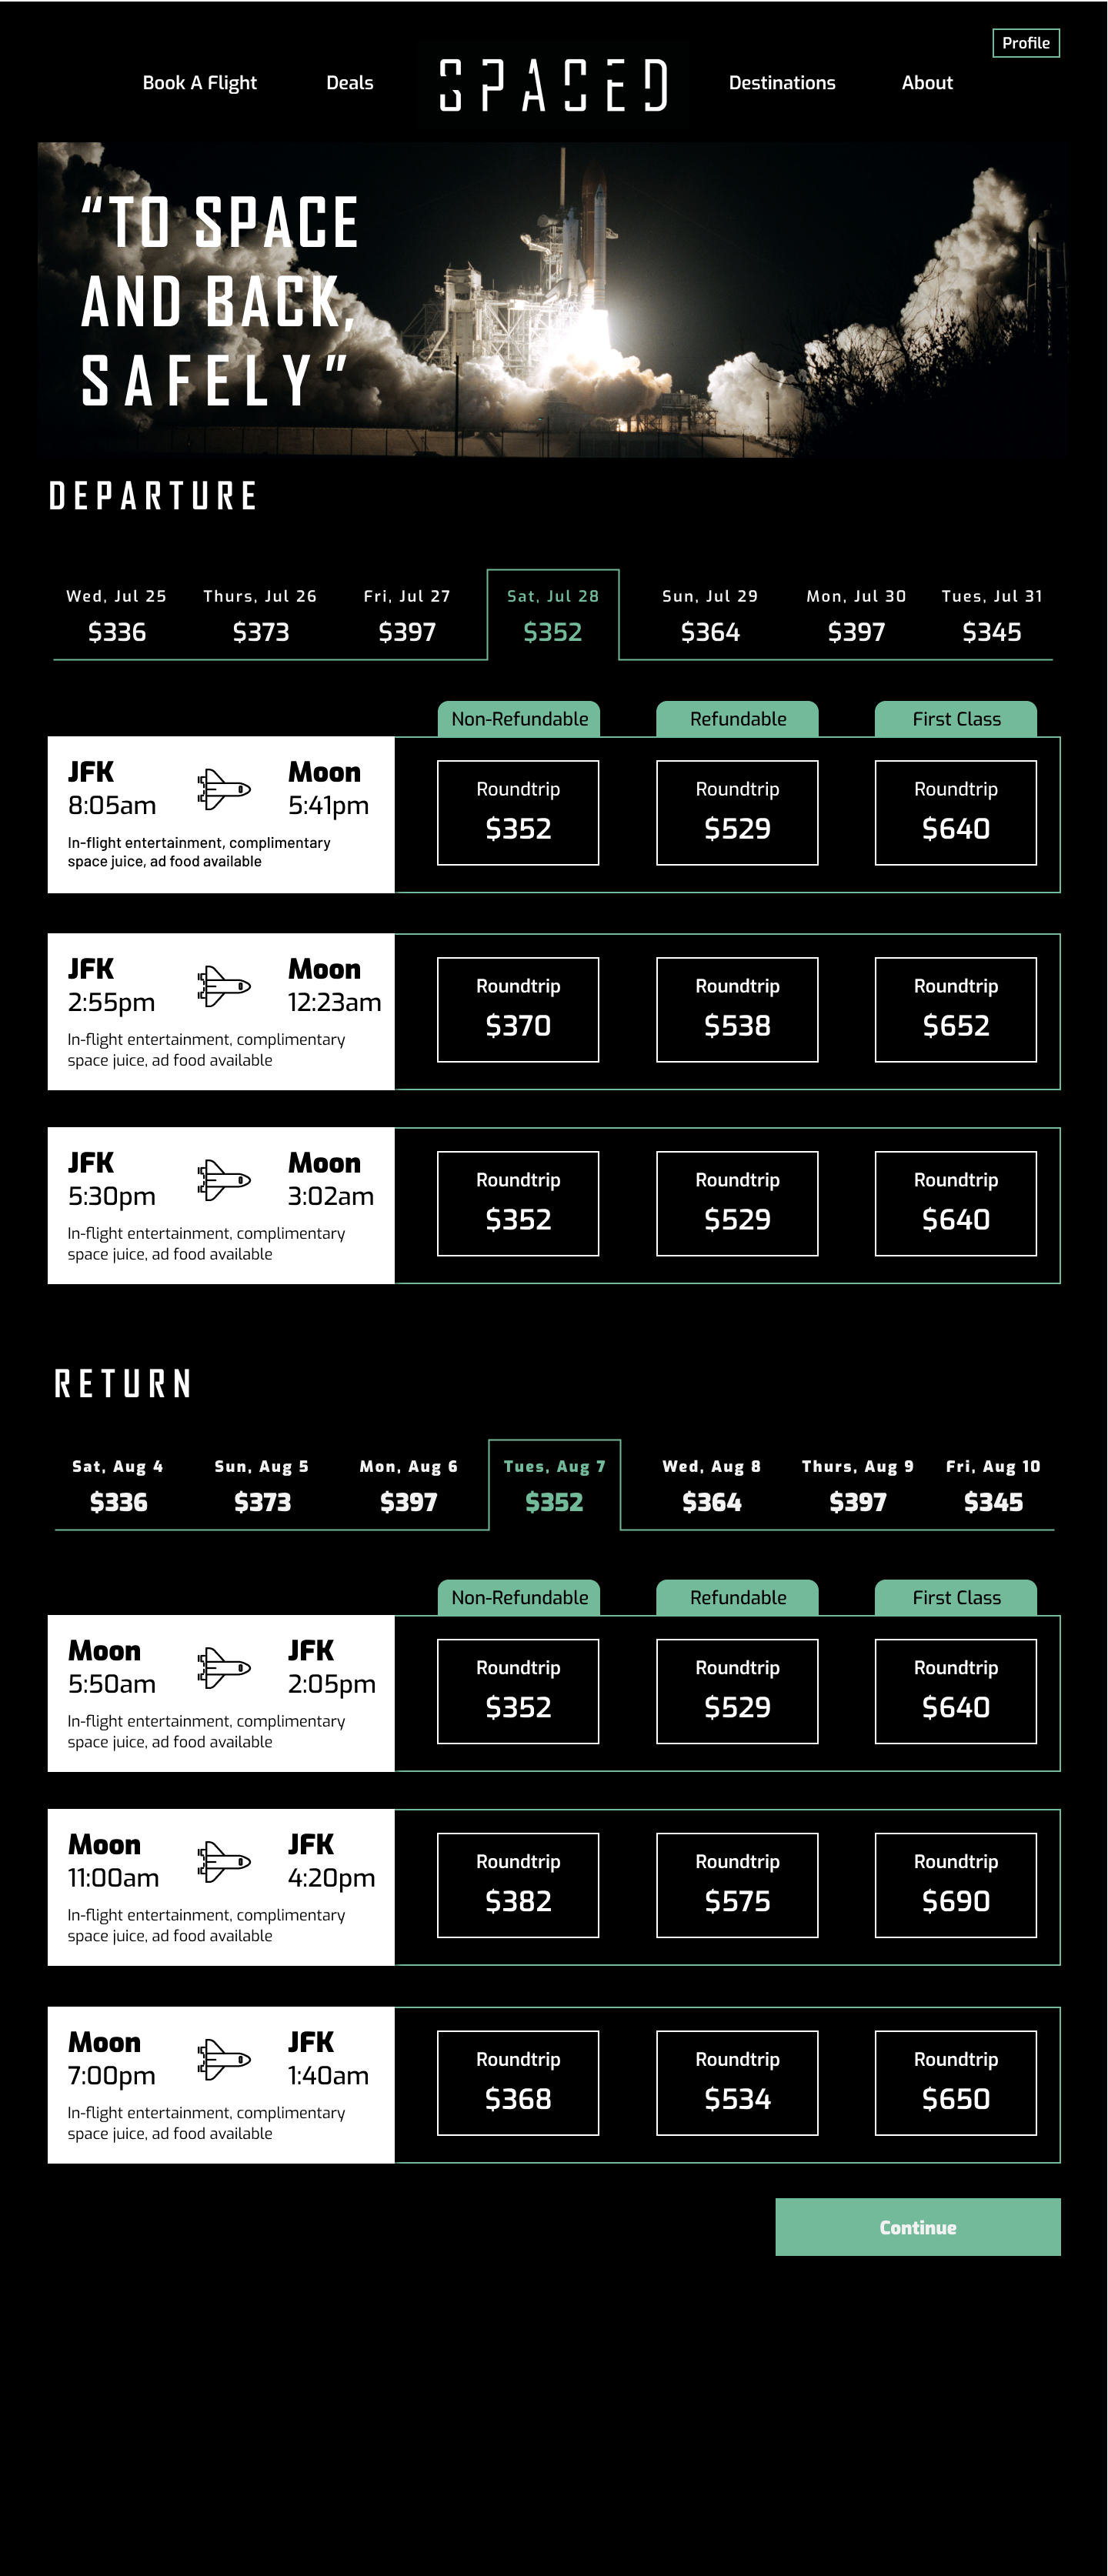 Profile
Book A Flight Deals SPACED Destinations About
“TO SPACE
AND BACK,
SAFELY”
DEPARTURE
Wed, Jul 25 Thurs, Jul 26 Fri, Jul 27 Sat, Jul 28 Sun, Jul 29 Mon, Jul 30 Tues, Jul 31
$336 $373 $397 $352 $364 $397 $345
Non-Refundable Refundable First Class
JFK Moon
8:05am 5:41pm
In-flight entertainment, complimentary
space juice, ad food available
Roundtrip Roundtrip Roundtrip
$352 $529 $640
JFK Moon
2:55pm 12:23am
In-flight entertainment, complimentary
space juice, ad food available
Roundtrip Roundtrip Roundtrip
$370 $538 $652
JFK Moon
5:30pm 3:02am
In-flight entertainment, complimentary
space juice, ad food available
Roundtrip Roundtrip Roundtrip
$352 $529 $640
RETURN
Sat, Aug 4 Sun, Aug 5 Mon, Aug 6 Tues, Aug 7 Wed, Aug 8 Thurs, Aug 9 Fri, Aug 10
$336 $373 $397 $352 $364 $397 $345
Non-Refundable Refundable First Class
Moon JFK
5:50am 2:05pm
In-flight entertainment, complimentary
space juice, ad food available
Roundtrip Roundtrip Roundtrip
$352 $529 $640
Moon JFK
11:00am 4:20pm
In-flight entertainment, complimentary
space juice, ad food available
Roundtrip Roundtrip Roundtrip
$382 $575 $690
Moon JFK
7:00pm 1:40am
In-flight entertainment, complimentary
space juice, ad food available
Roundtrip Roundtrip Roundtrip
$368 $534 $650
Continue